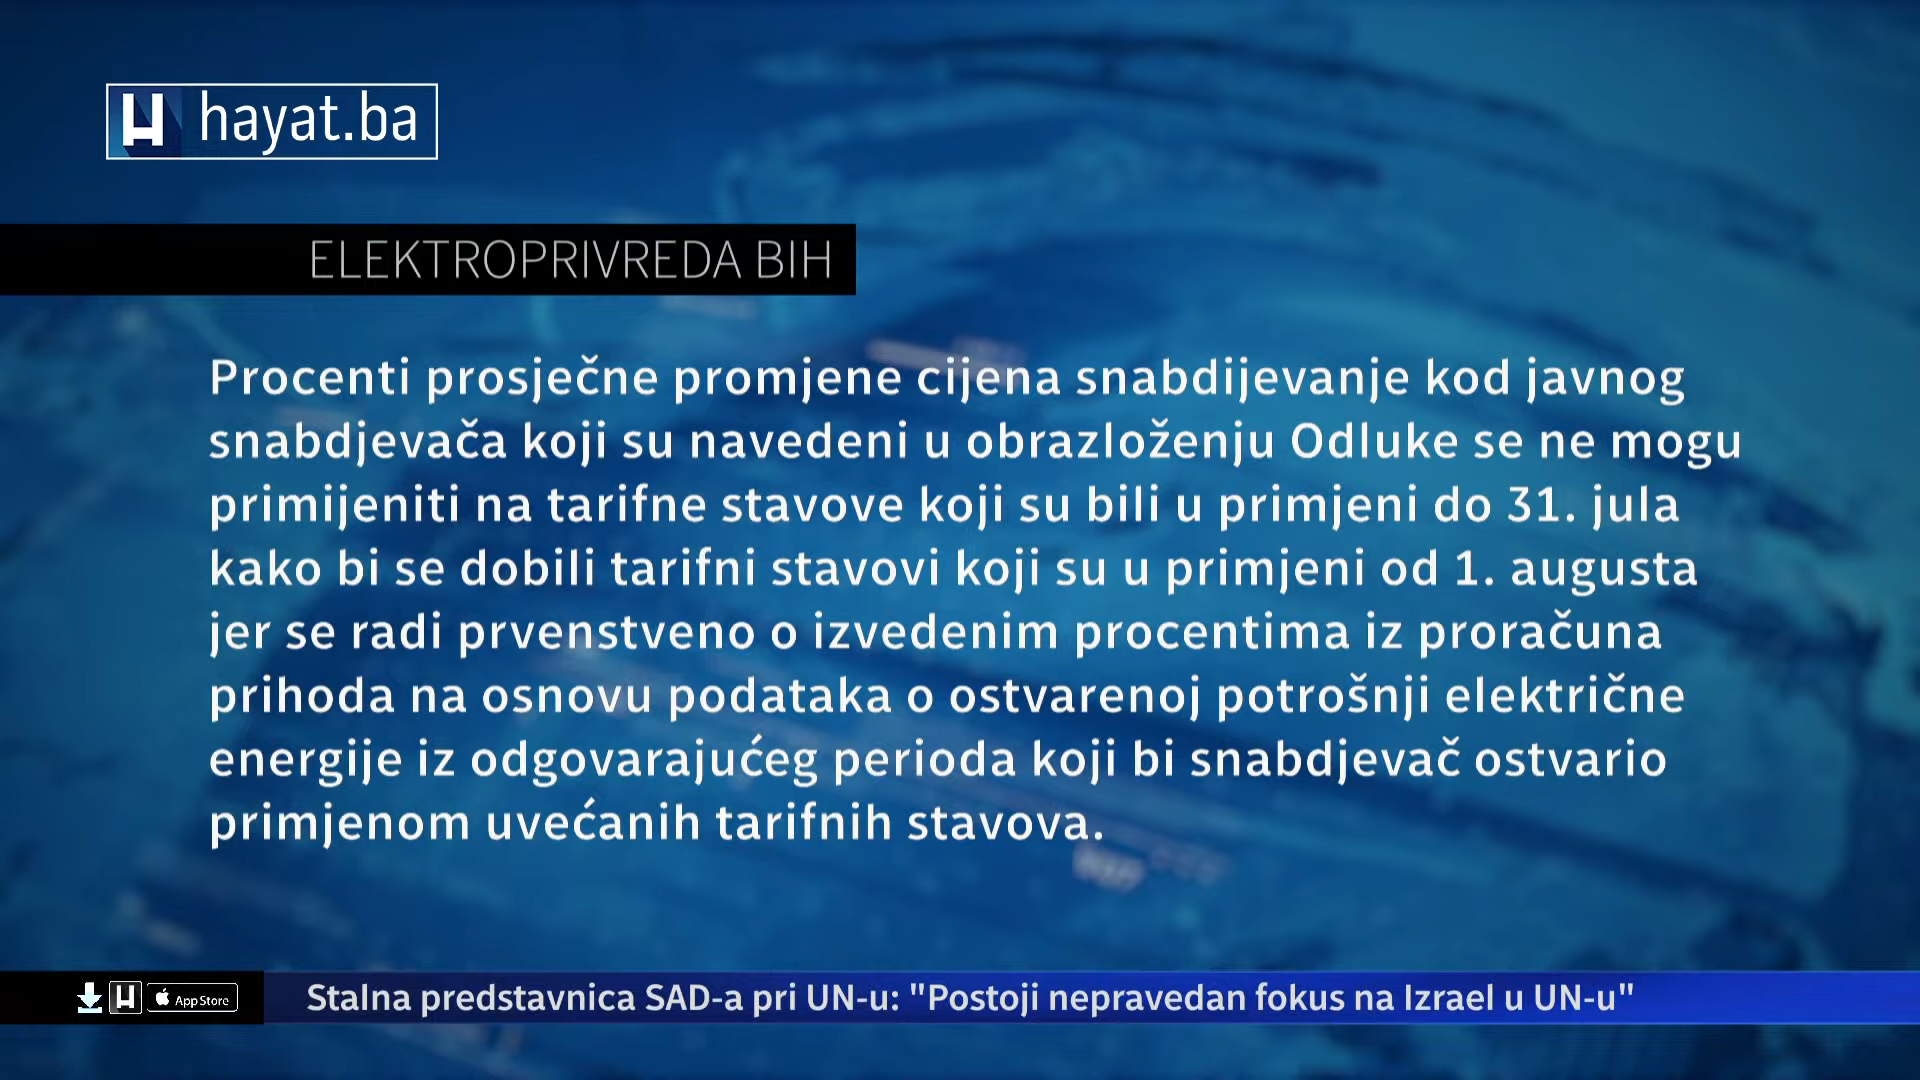 hayat.ba
ELEKTROPRIVREDA BIH
Procenti prosječne promjene cijena snabdijevanje kod javnog
snabdjevača koji su navedeni u obrazloženju Odluke se ne mogu
primijeniti na tarifne stavove koji su bili u primjeni do 31. jula
kako bi se dobili tarifni stavovi koji su u primjeni od 1. augusta
jer se radi prvenstveno o izvedenim procentima iz proračuna
prihoda na osnovu podataka o ostvarenoj potrošnji električne
energije iz odgovarajućeg perioda koji bi snabdjevač ostvario
primjenom uvećanih tarifnih stavova.
App Store
Stalna predstavnica SAD-a pri UN-u: "Postoji nepravedan fokus na Izrael u UN-u"